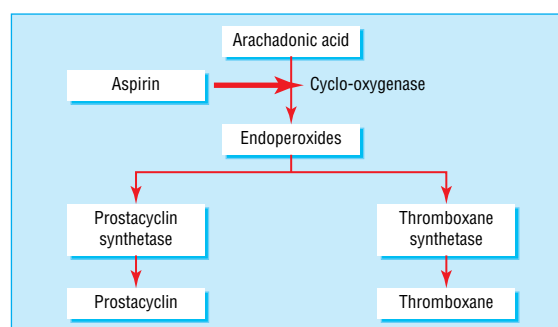 Arachadonic acid
Aspirin
Cyclo-oxygenase
Endoperoxides
Prostacyclin
synthetase
Thromboxane
synthetase
Prostacyclin
Thromboxane